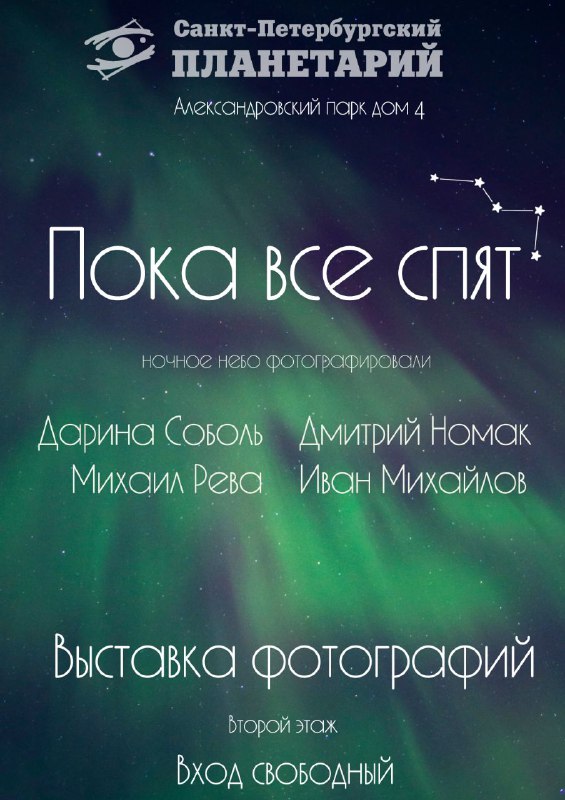 Санкт-Петербургский
ПЛАНЕТАРИЙ
Александровский парк дом 4
Пока все спят
ночное небо фотографировали
Дарина Соболь Дмитрий Номак
Михаил Рева Иван Михайлов
Выставка фотографий
Второй этаж
Вход свободный